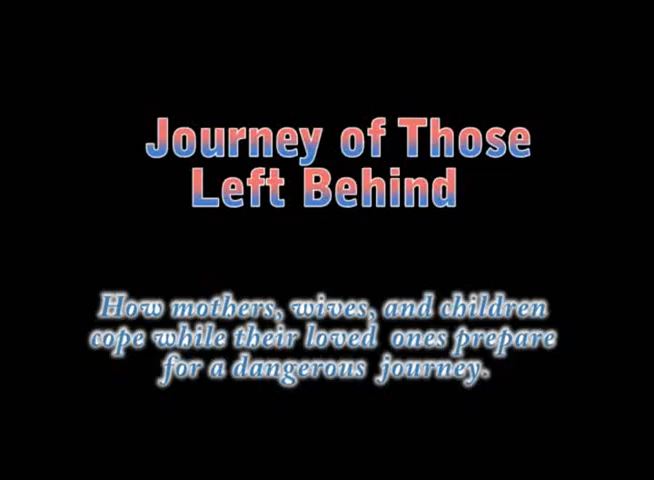 Journey of Those
Left Behind
How mothers, wives, and children
cope while their loved ones prepare
for a dangerous journey.